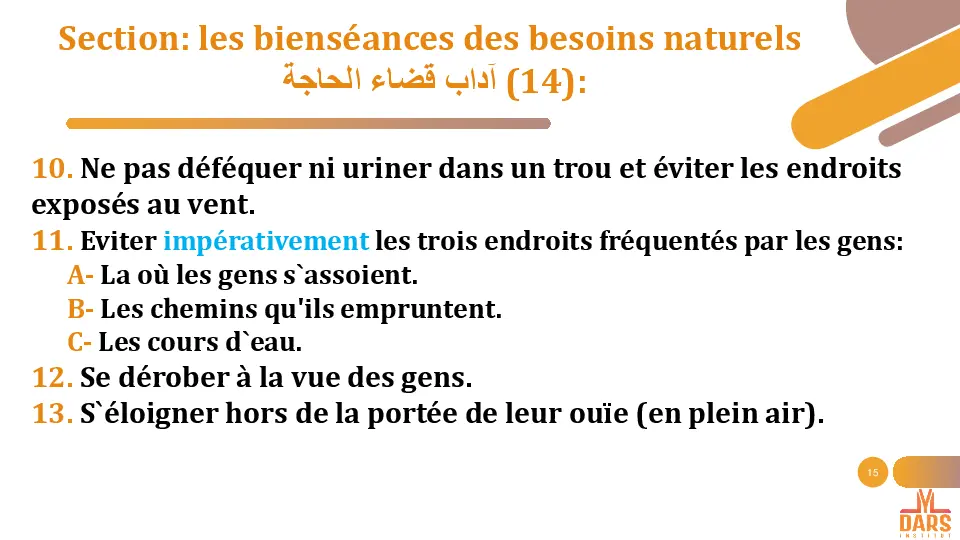 Section: les bienséances des besoins naturels
آداب قضاء الحاجة (14):
10. Ne pas déféquer ni uriner dans un trou et éviter les endroits
exposés au vent.
11. Eviter impérativement les trois endroits fréquentés par les gens:
A- La où les gens s`assoient.
B- Les chemins qu'ils empruntent.
C- Les cours d`eau.
12. Se dérober à la vue des gens.
13. S`éloigner hors de la portée de leur ouïe (en plein air).
15
DARS
INSTITUT